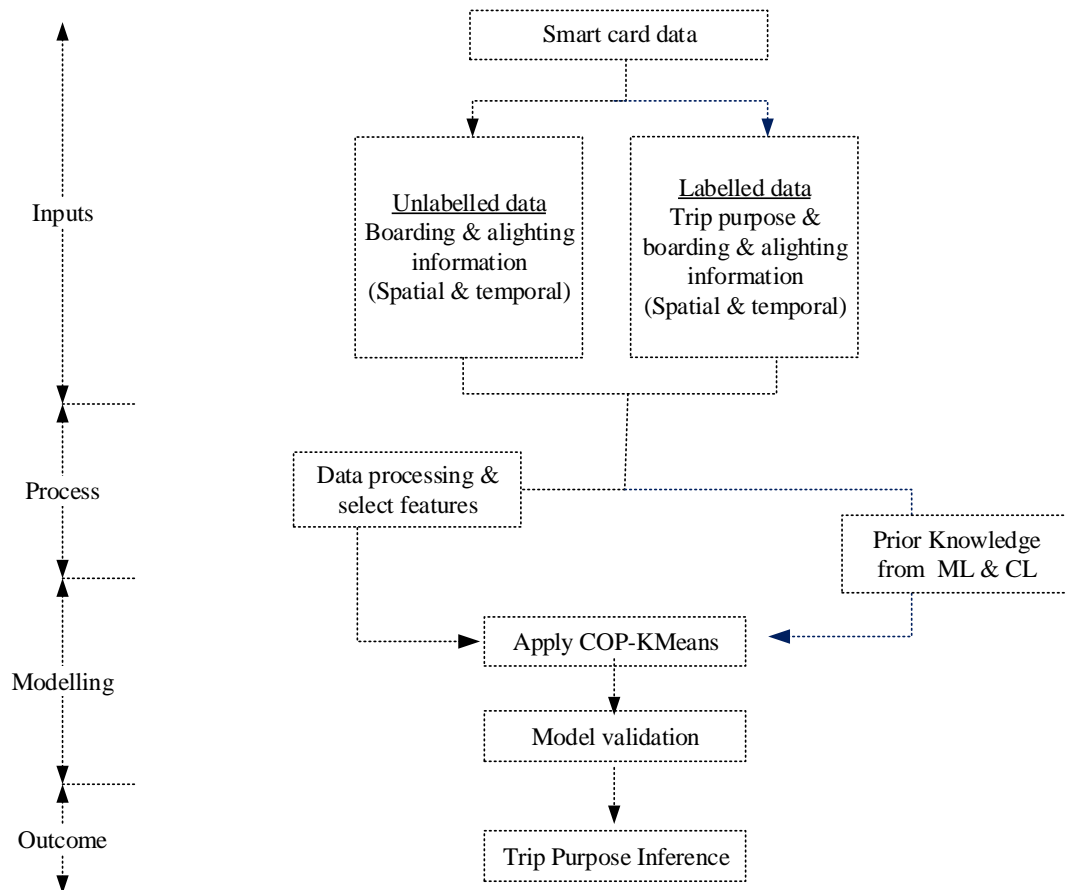 Smart card data
Inputs
Unlabelled data
Boarding & alighting
information
(Spatial & temporal)
Labelled data
Trip purpose &
boarding & alighting
information
(Spatial & temporal)
Process
Data processing &
select features
Prior Knowledge
from ML & CL
Modelling
Apply COP-KMeans
Model validation
Outcome
Trip Purpose Inference